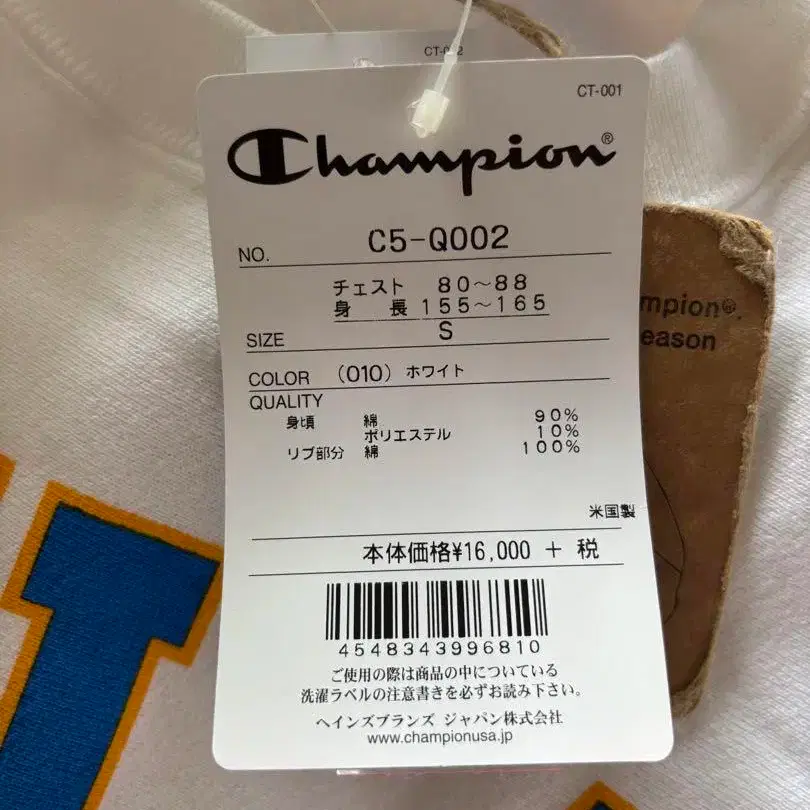 CT-001
Champion®
NO. C5-Q002
チェスト 80～88
身 長 155～165
SIZE S
COLOR (010) ホワイト
QUALITY
身頃 綿 90%
ポリエステル 10%
リブ部分 綿 100%
米国製
本体価格¥16,000 + 税
4548343996810
ご使用の際は商品の中についている
洗濯ラベルの注意書きを必ずお読み下さい。
ヘインズブランズ ジャパン株式会社
www.championusa.jp
mpion®.
eason